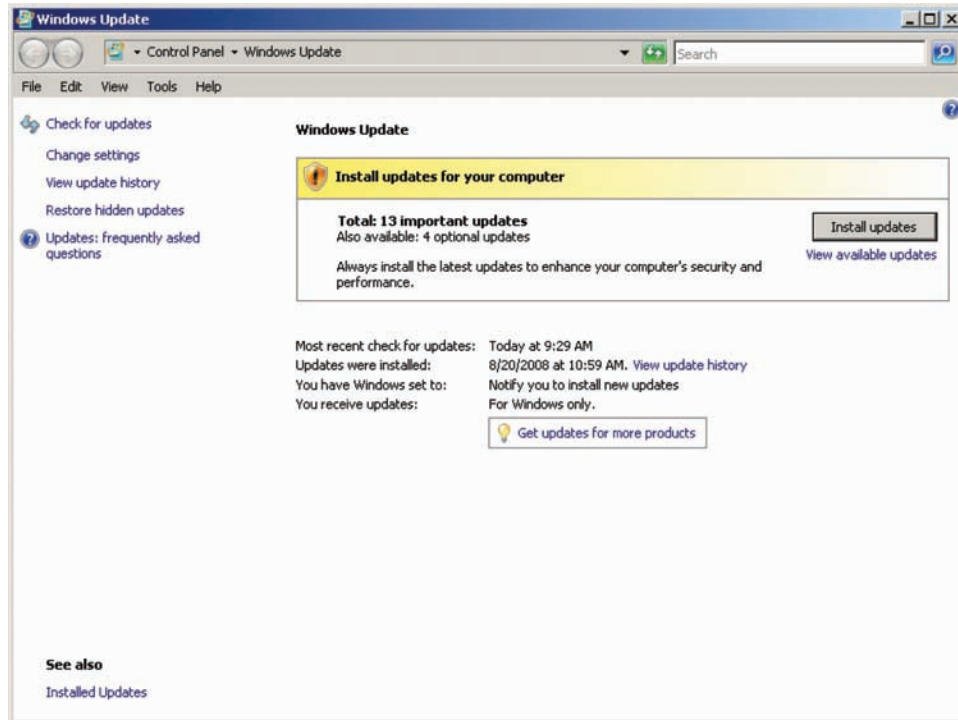 Windows Update
Control Panel Windows Update
Search
File Edit View Tools Help
Check for updates
Change settings
View update history
Restore hidden updates
Updates: frequently asked
questions
Windows Update
Install updates for your computer
Total: 13 important updates
Also available: 4 optional updates
Always install the latest updates to enhance your computer's security and
performance.
Install updates
View available updates
Most recent check for updates: Today at 9:29 AM
Updates were installed: 8/20/2008 at 10:59 AM. View update history
You have Windows set to: Notify you to install new updates
You receive updates: For Windows only.
Get updates for more products
See also
Installed Updates